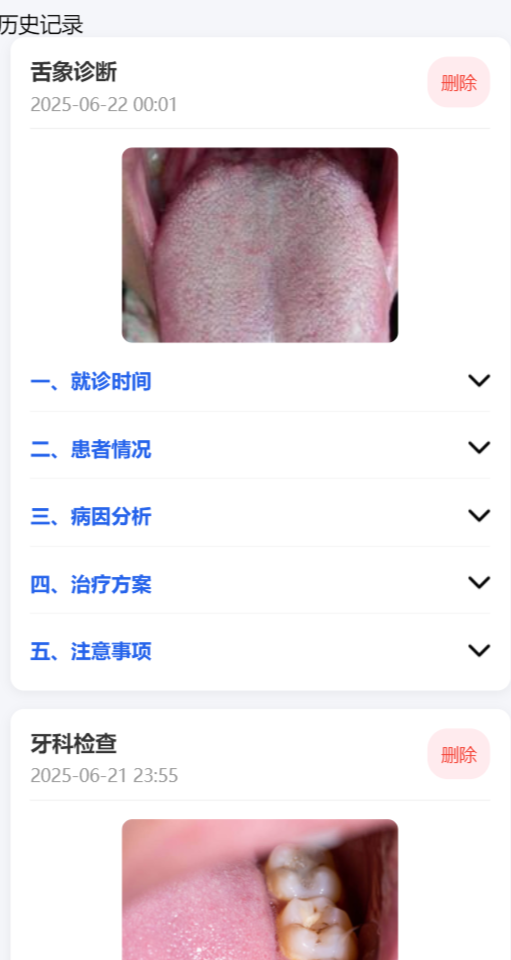 历史记录
舌象诊断
删除
2025-06-22 00:01
一、就诊时间
二、患者情况
三、病因分析
四、治疗方案
五、注意事项
牙科检查
删除
2025-06-21 23:55